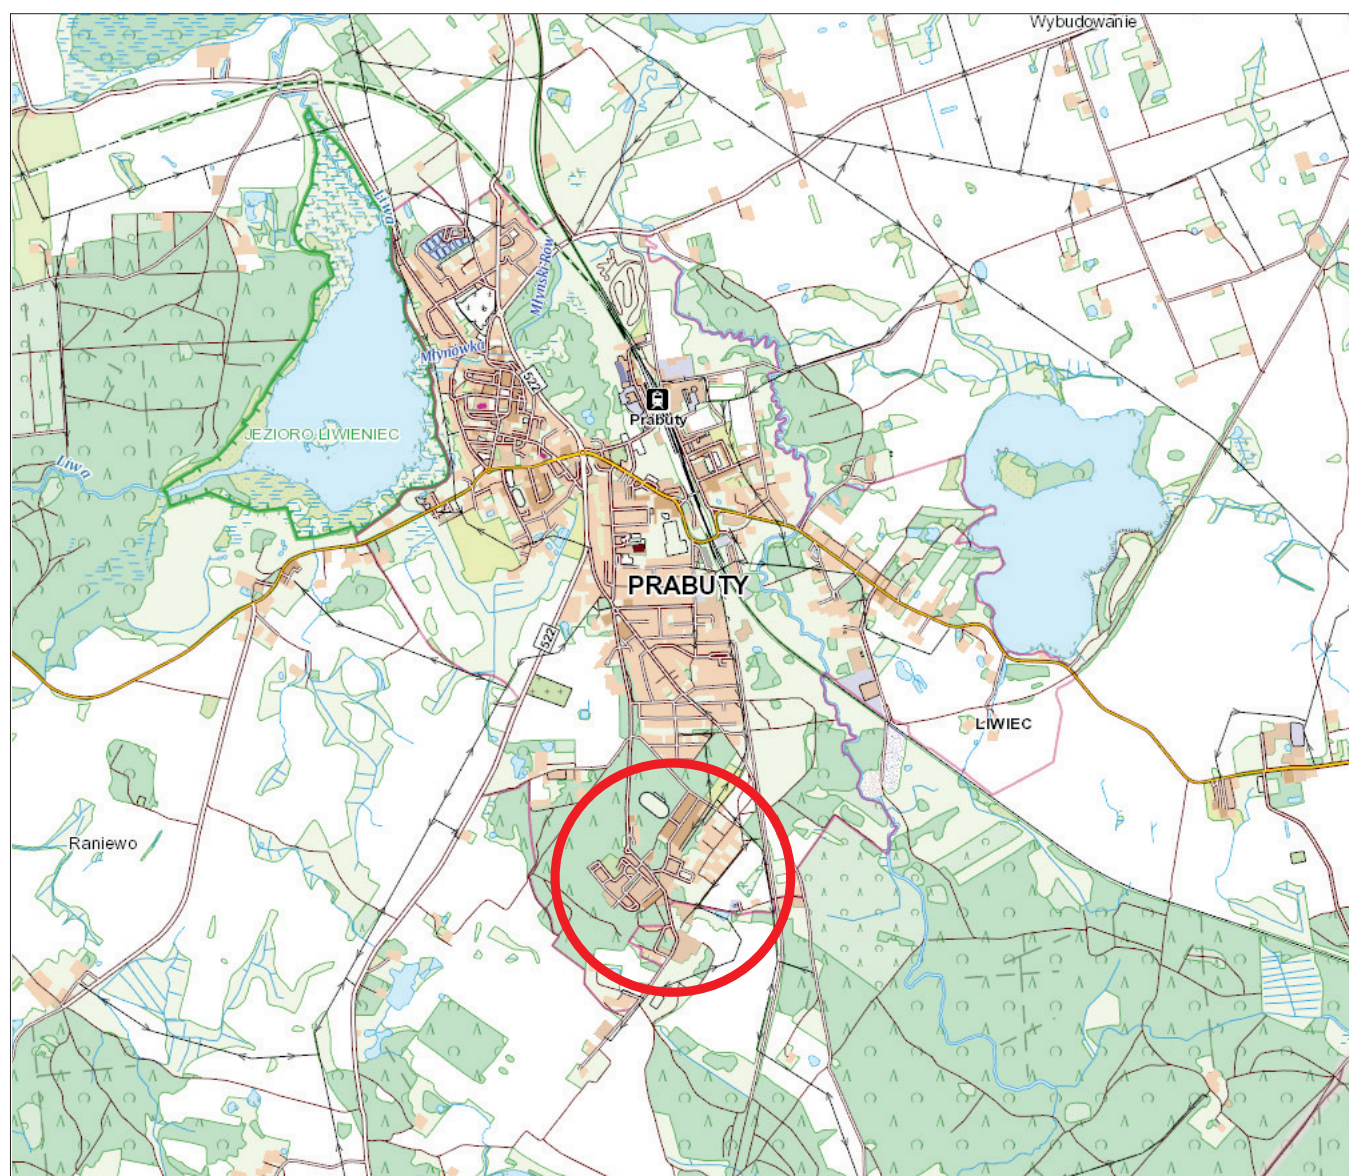 Wybudowanie
Liwa
Młyński Rów
Młynówka
522
Prabuty
JEZIORO LIWIENIEC
Liwa
PRABUTY
522
LIWIEC
Raniewo